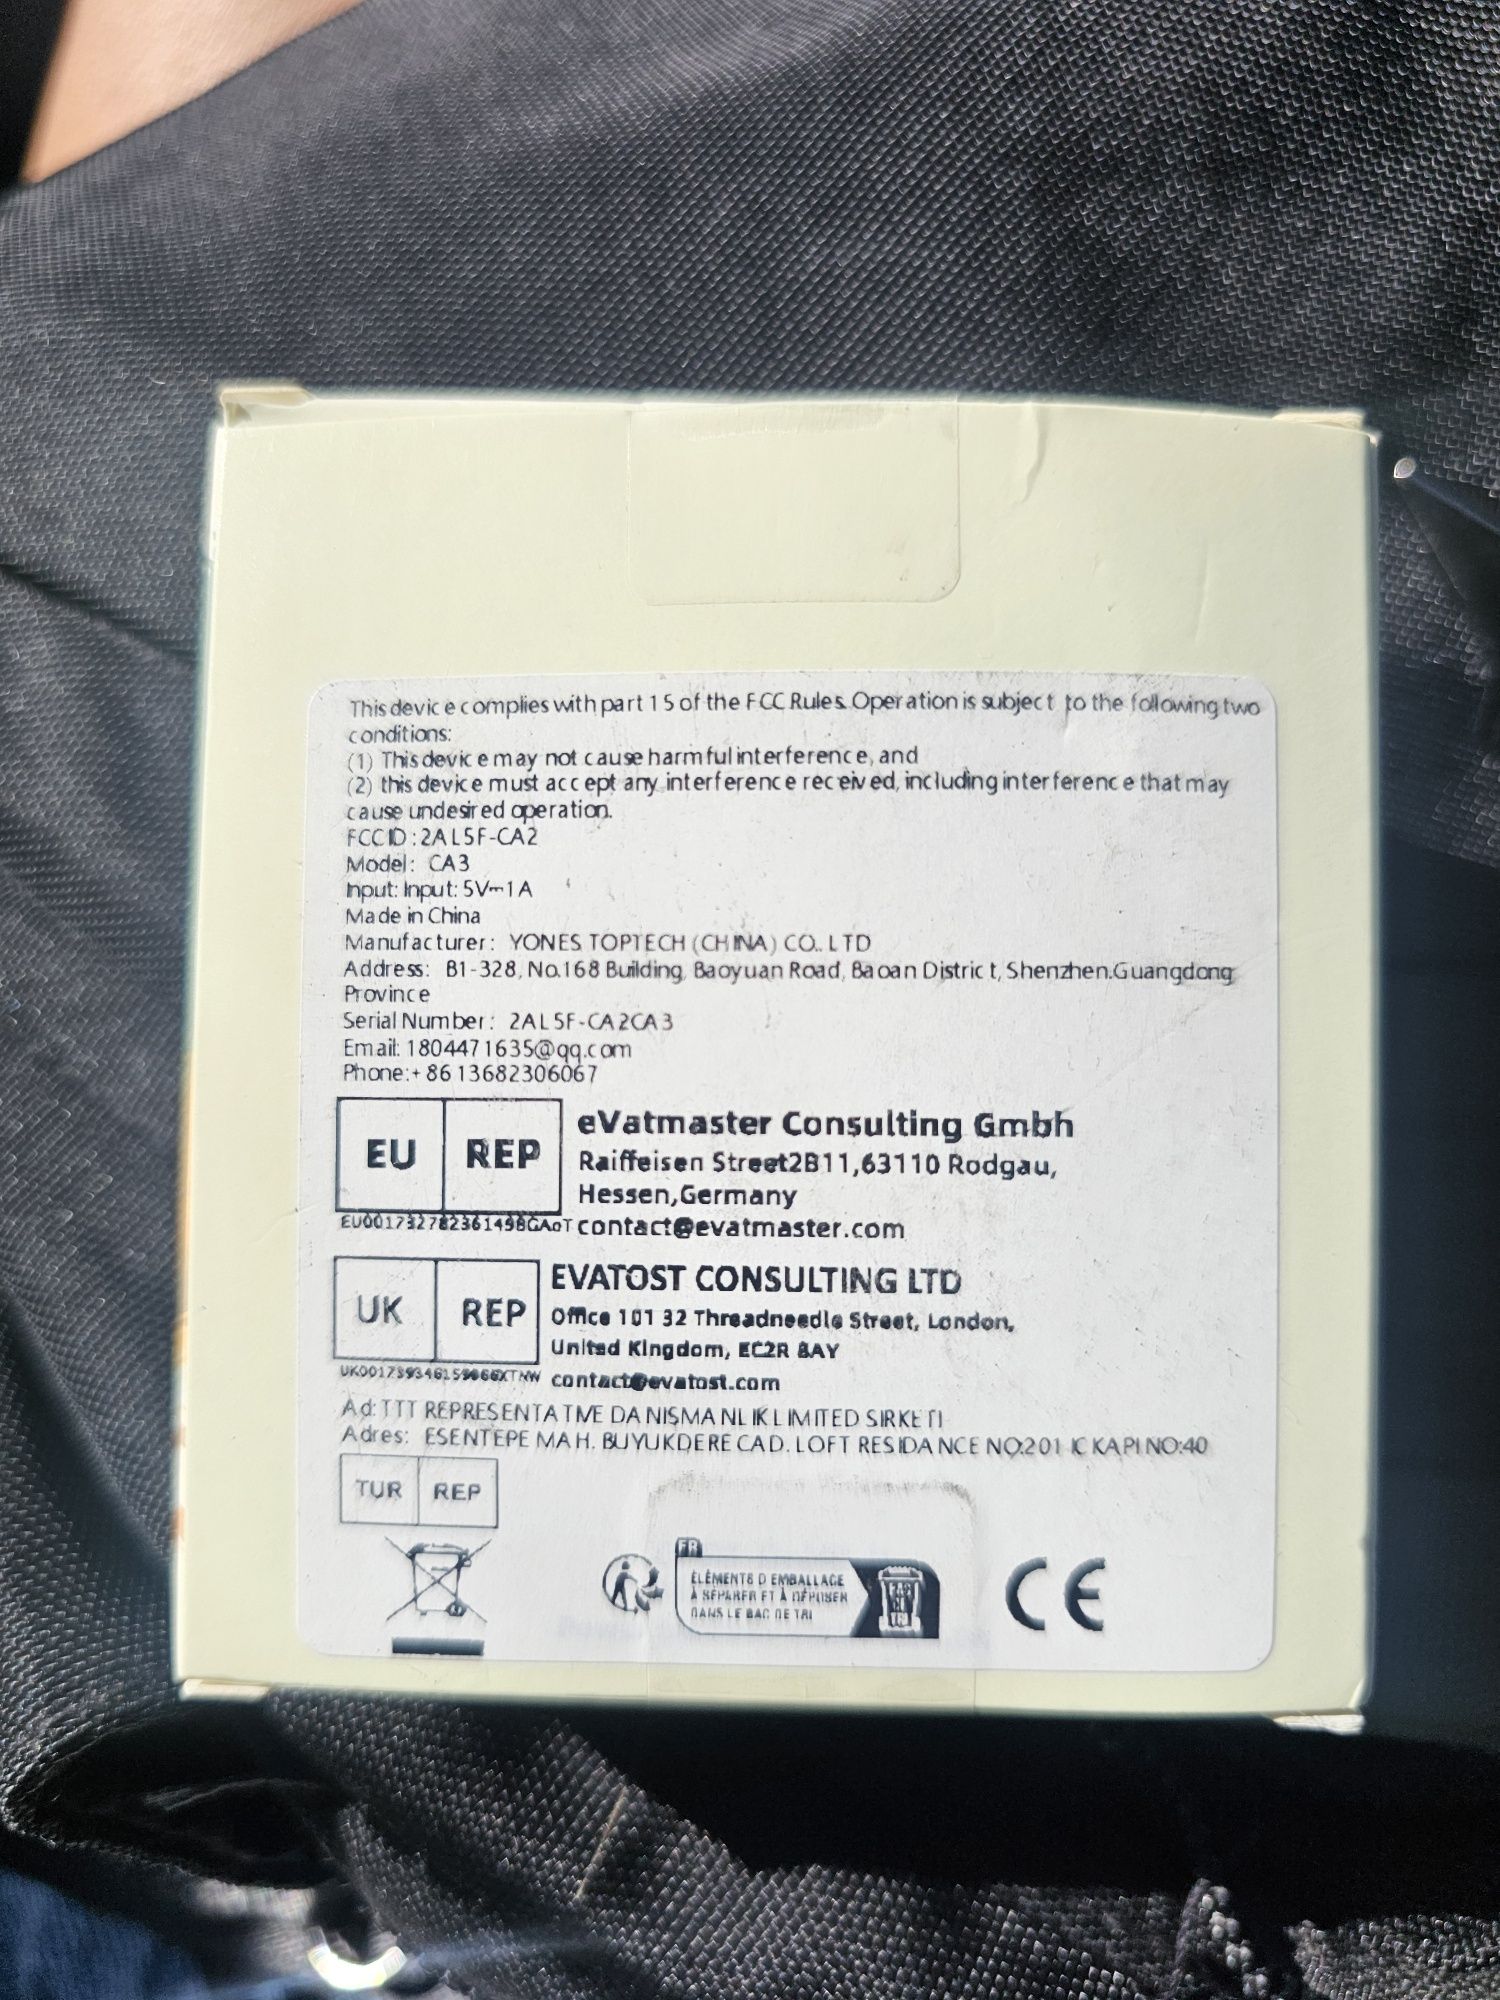 This device complies with part 15 of the FCC Rules. Operation is subject to the following two
conditions:
(1) This device may not cause harmful interference, and
(2) this device must accept any interference received, including interference that may
cause undesired operation.
FCC ID : 2AL5F-CA2
Model: CA3
Input: Input: 5V⎓1A
Made in China
Manufacturer: YONES TOPTECH (CHINA) CO.. LTD
Address: B1-328, No.168 Building, Baoyuan Road, Baoan District, Shenzhen.Guangdong
Province
Serial Number: 2AL5F-CA2CA3
Email: 1804471635@qq.com
Phone:+ 86 13682306067
EU REP
eVatmaster Consulting Gmbh
Raiffeisen Street2B11,63110 Rodgau,
Hessen,Germany
contact@evatmaster.com
UK REP
EVATOST CONSULTING LTD
Office 101 32 Threadneedle Street, London,
United Kingdom, EC2R 8AY
contact@evatost.com
Ad:TTT REPRESENTATIVE DANISMANLIK LIMITED SIRKETI
Adres: ESENTEPE MAH. BUYUKDERE CAD. LOFT RESIDANCE NO:201 IC KAPI NO:40
TUR REP
FR
ÉLÉMENTS D EMBALLAGE
À SÉPARER ET À DÉPOSER
DANS LE BAC DE TRI
CE